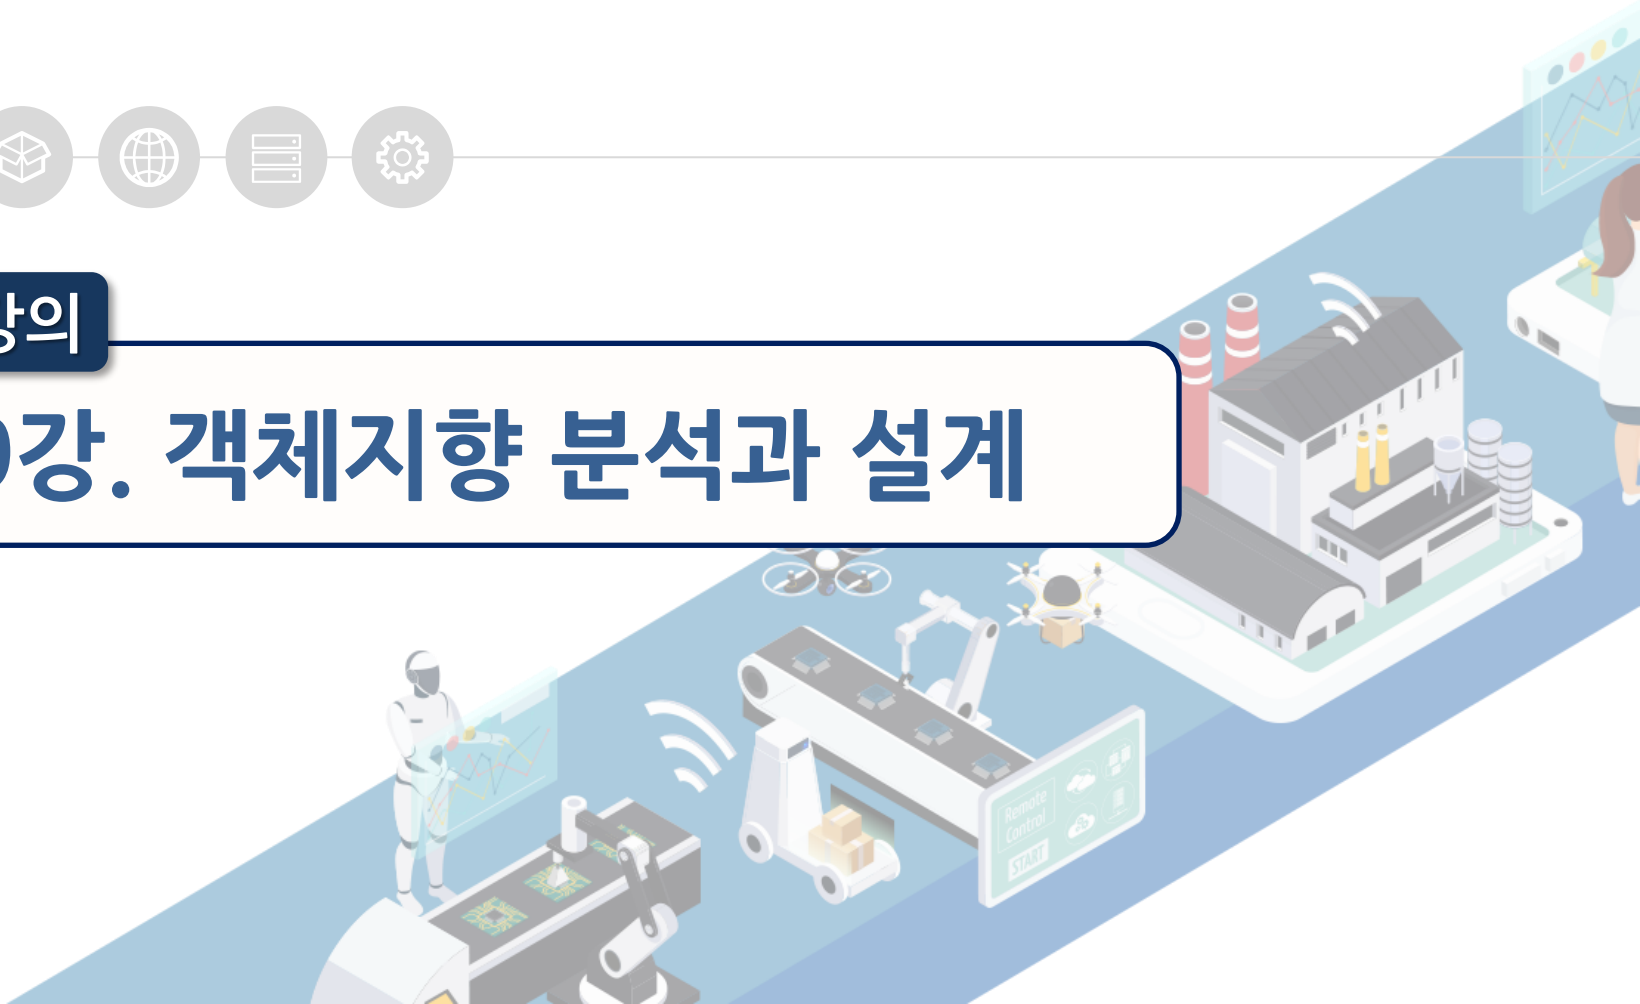 강의
강. 객체지향 분석과 설계
Remote
Control
START